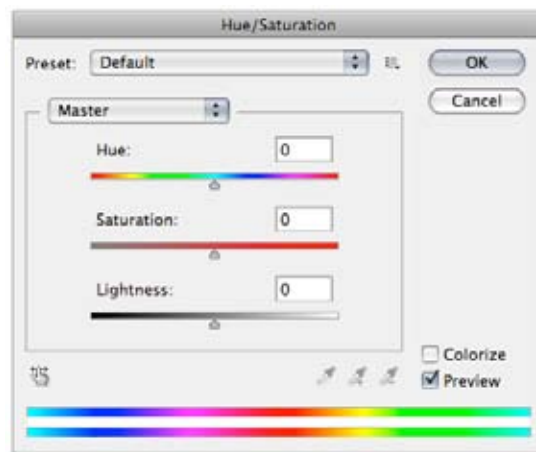 Hue/Saturation
Preset: Default
OK
Cancel
Master
Hue: 0
Saturation: 0
Lightness: 0
Colorize
Preview